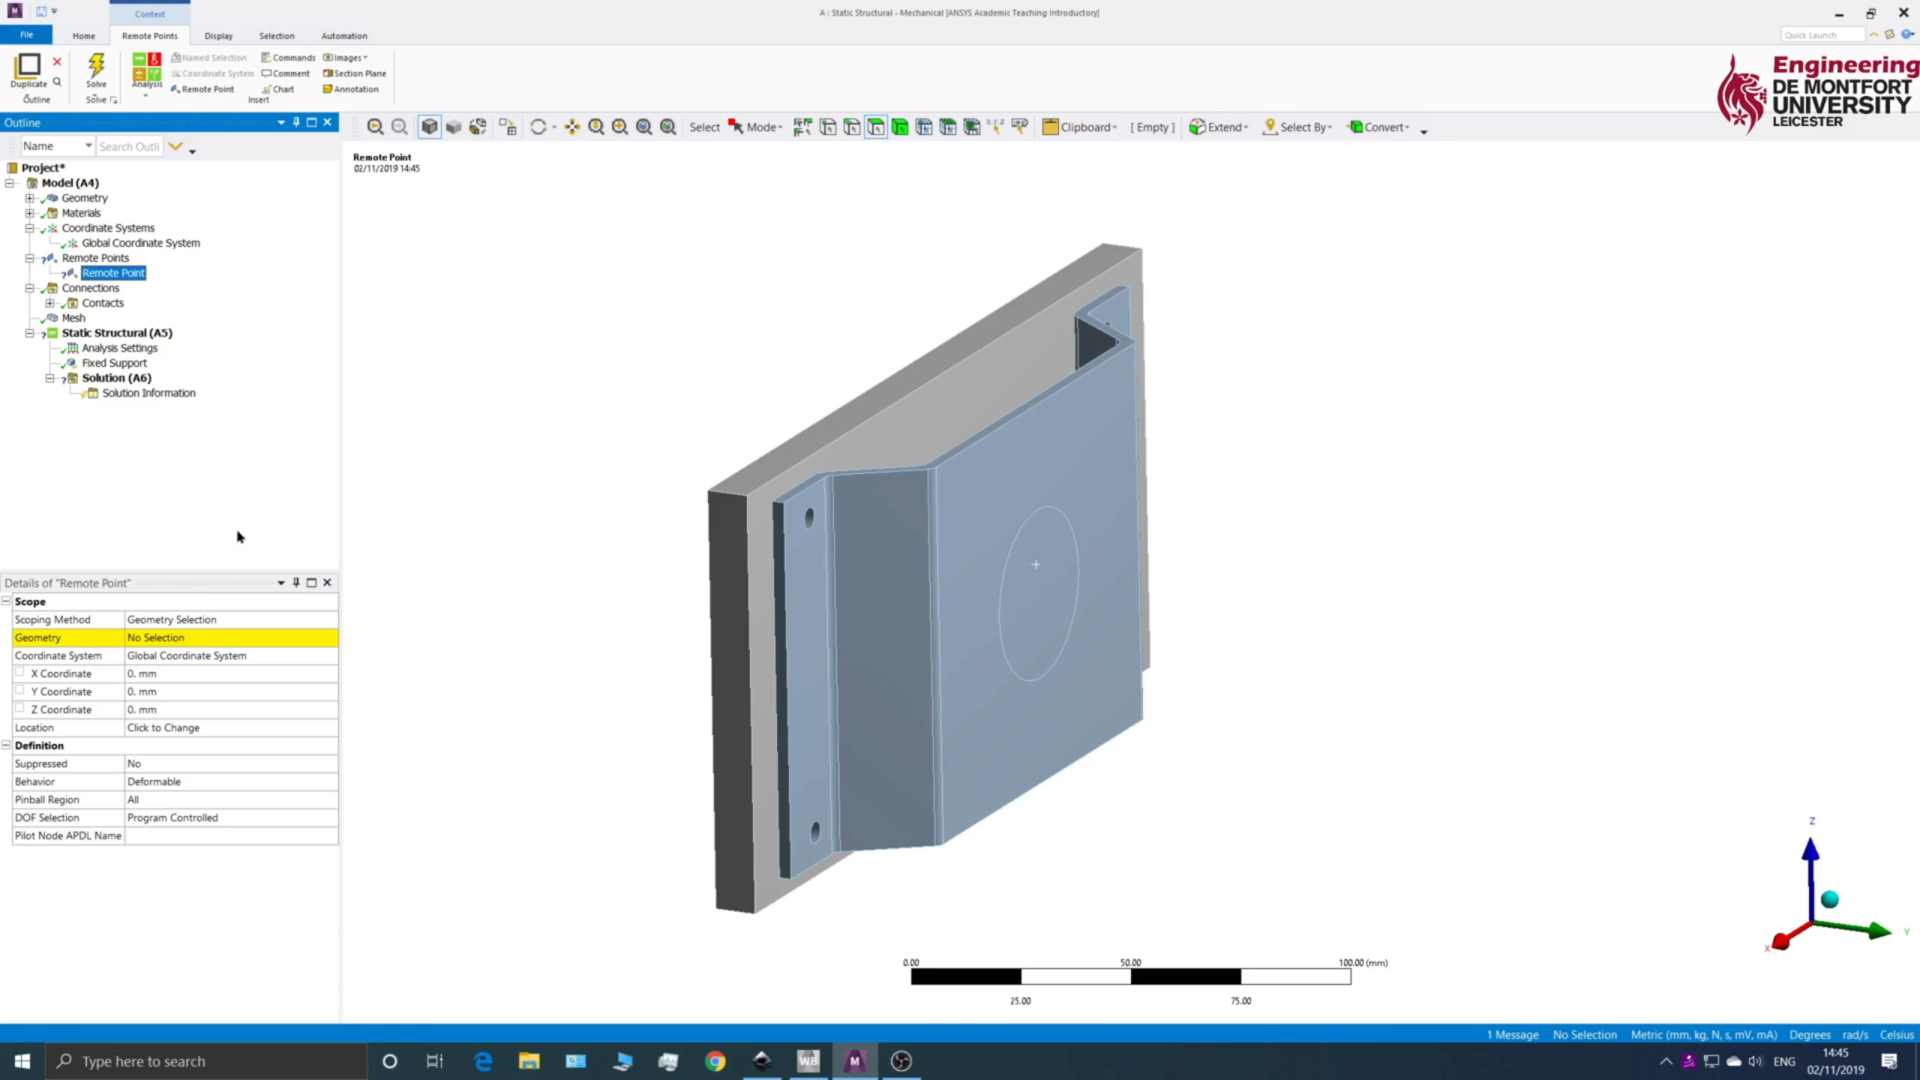 Context
A : Static Structural - Mechanical [ANSYS Academic Teaching Introductory]
File
Home
Remote Points
Display
Selection
Automation
Quick Launch
Duplicate
Outline
Solve
Solve
Analysis
Named Selection
Coordinate System
Remote Point
Commands
Comment
Chart
Insert
Images
Section Plane
Annotation
Engineering
DE MONTFORT
UNIVERSITY
LEICESTER
Outline
Select
Mode
Clipboard
[ Empty ]
Extend
Select By
Convert
Name
Search Outli
Remote Point
02/11/2019 14:45
Project*
Model (A4)
Geometry
Materials
Coordinate Systems
Global Coordinate System
Remote Points
Remote Point
Connections
Contacts
Mesh
Static Structural (A5)
Analysis Settings
Fixed Support
Solution (A6)
Solution Information
Details of "Remote Point"
Scope
Scoping Method Geometry Selection
Geometry No Selection
Coordinate System Global Coordinate System
X Coordinate 0. mm
Y Coordinate 0. mm
Z Coordinate 0. mm
Location Click to Change
Definition
Suppressed No
Behavior Deformable
Pinball Region All
DOF Selection Program Controlled
Pilot Node APDL Name
Z
Y
X
0.00 50.00 100.00 (mm)
25.00 75.00
1 Message No Selection Metric (mm, kg, N, s, mV, mA) Degrees rad/s Celsius
Type here to search
WB
M
ENG
14:45
02/11/2019